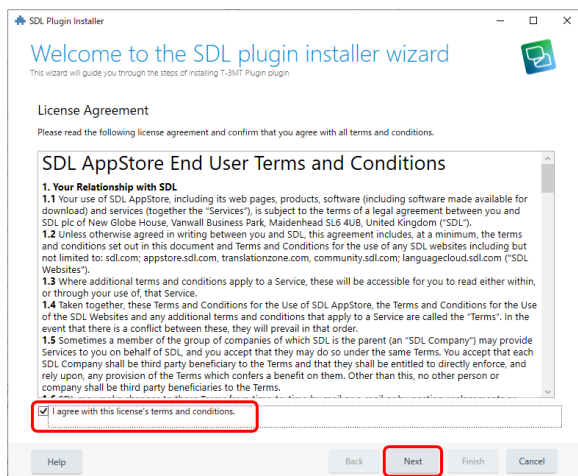 SDL Plugin Installer
Welcome to the SDL plugin installer wizard
This wizard will guide you through the steps of installing T-3MT Plugin plugin
License Agreement
Please read the following license agreement and confirm that you agree with all terms and conditions.
SDL AppStore End User Terms and Conditions
1. Your Relationship with SDL
1.1 Your use of SDL AppStore, including its web pages, products, software (including software made available for
download) and services (together the "Services"), is subject to the terms of a legal agreement between you and
SDL plc of New Globe House, Vanwall Business Park, Maidenhead SL6 4UB, United Kingdom ("SDL").
1.2 Unless otherwise agreed in writing between you and SDL, this agreement includes, at a minimum, the terms
and conditions set out in this document and Terms and Conditions for the use of any SDL websites including but
not limited to: sdl.com; appstore.sdl.com, translationzone.com, community.sdl.com; languagecloud.sdl.com ("SDL
Websites").
1.3 Where additional terms and conditions apply to a Service, these will be accessible for you to read either within,
or through your use of, that Service.
1.4 Taken together, these Terms and Conditions for the Use of SDL AppStore, the Terms and Conditions for the Use
of the SDL Websites and any additional terms and conditions that apply to a Service are called the "Terms". In the
event that there is a conflict between these, they will prevail in that order.
1.5 Sometimes a member of the group of companies of which SDL is the parent (an "SDL Company") may provide
Services to you on behalf of SDL, and you accept that they may do so under the same Terms. You accept that each
SDL Company shall be third party beneficiary to the Terms and that they shall be entitled to directly enforce, and
rely upon, any provision of the Terms which confers a benefit on them. Other than this, no other person or
company shall be third party beneficiaries to the Terms.
I agree with this license's terms and conditions.
Help
Back
Next
Finish
Cancel